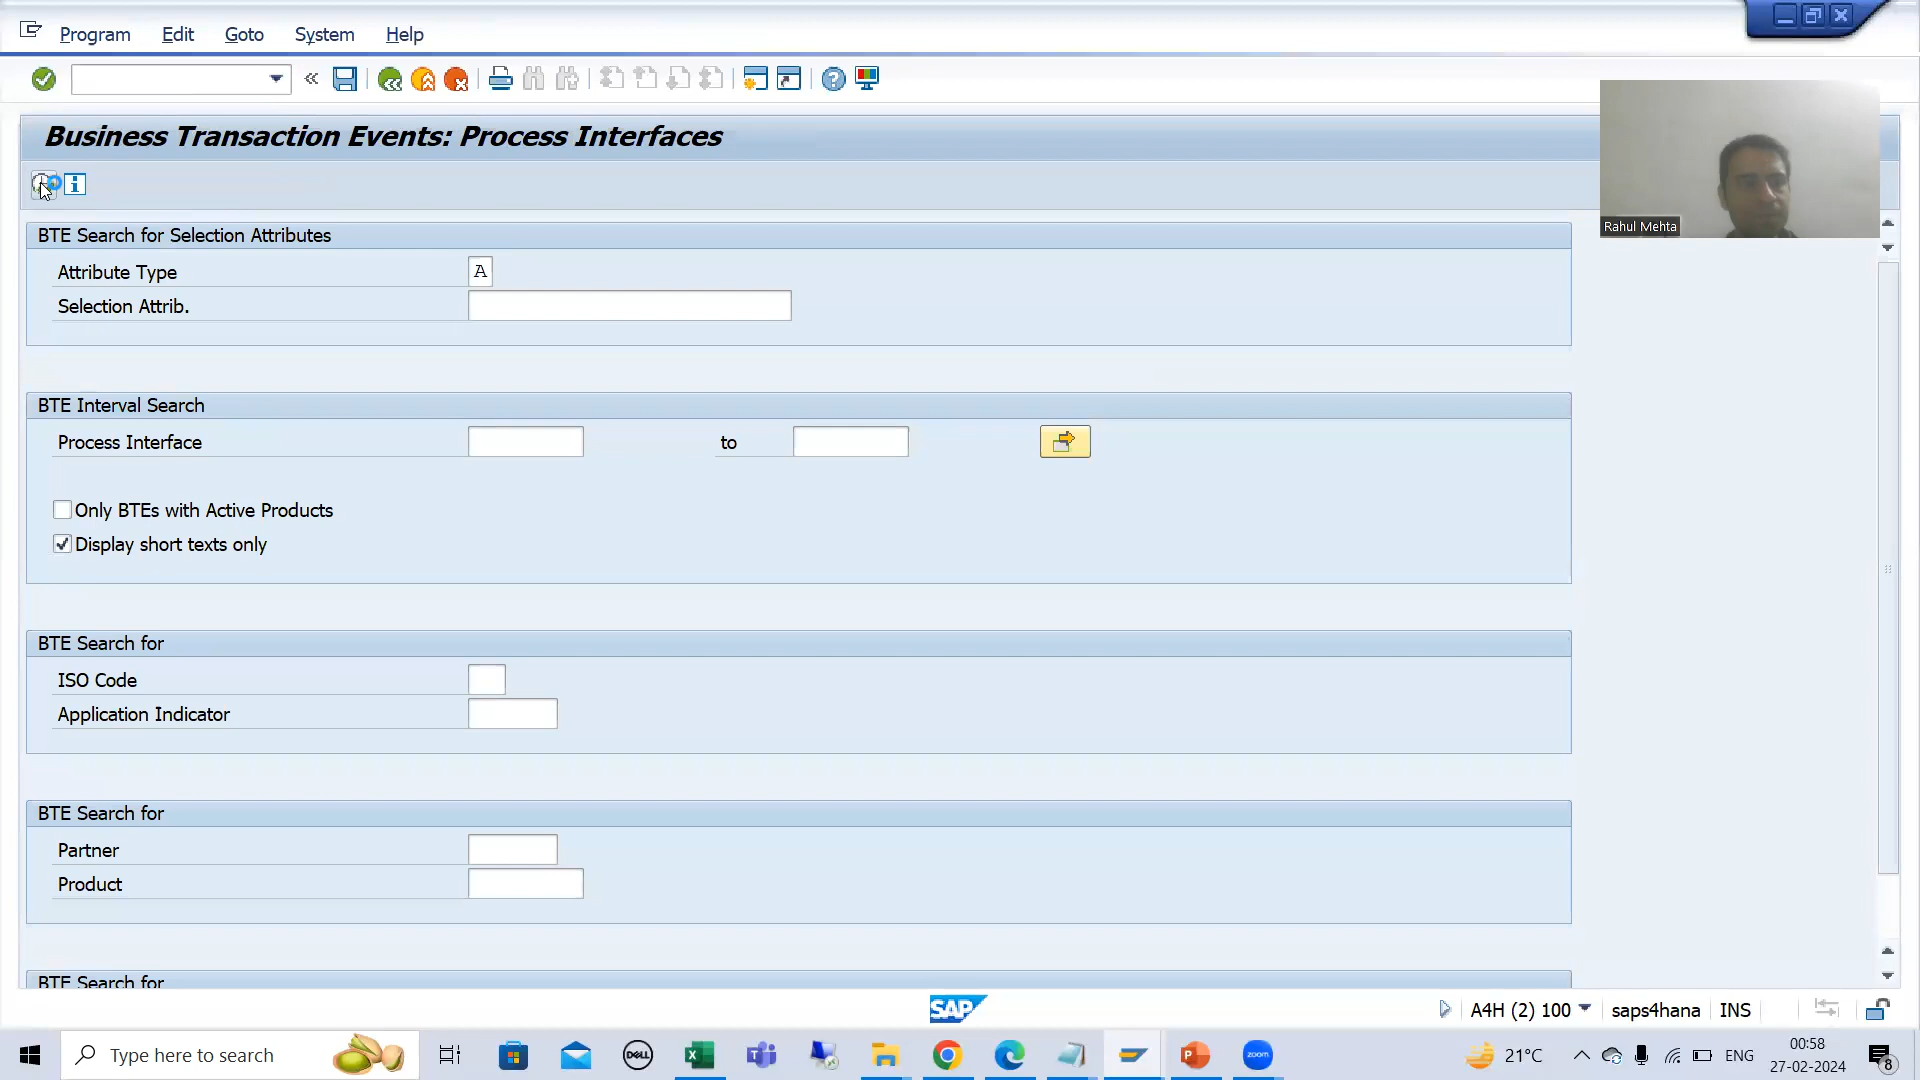 Program Edit Goto System Help
Business Transaction Events: Process Interfaces
Rahul Mehta
BTE Search for Selection Attributes
Attribute Type A
Selection Attrib.
BTE Interval Search
Process Interface to
Only BTEs with Active Products
Display short texts only
BTE Search for
ISO Code
Application Indicator
BTE Search for
Partner
Product
BTE Search for
SAP
A4H (2) 100 saps4hana INS
Type here to search
DELL
zoom
21°C
ENG
00:58
27-02-2024
8